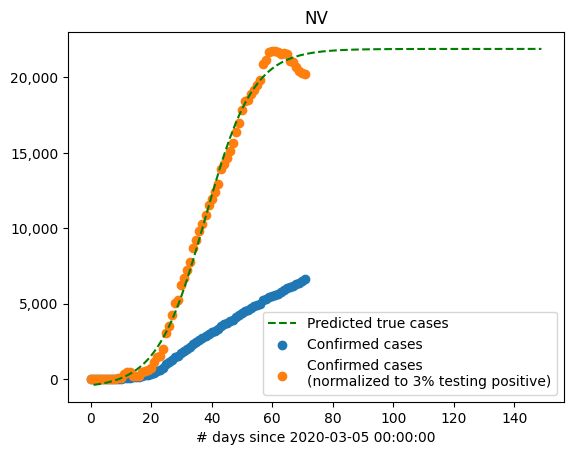 NV
20,000
15,000
10,000
5,000
0
Predicted true cases
Confirmed cases
Confirmed cases
(normalized to 3% testing positive)
0 20 40 60 80 100 120 140
# days since 2020-03-05 00:00:00